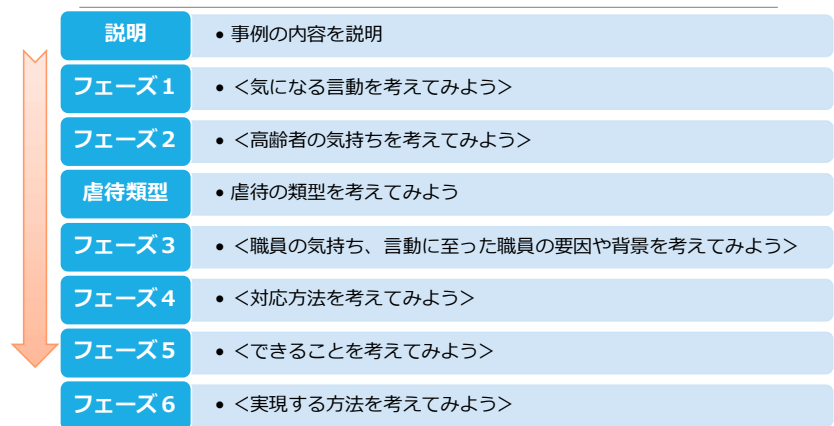 説明
• 事例の内容を説明
フェーズ１
• ＜気になる言動を考えてみよう＞
フェーズ２
• ＜高齢者の気持ちを考えてみよう＞
虐待類型
• 虐待の類型を考えてみよう
フェーズ３
• ＜職員の気持ち、言動に至った職員の要因や背景を考えてみよう＞
フェーズ４
• ＜対応方法を考えてみよう＞
フェーズ５
• ＜できることを考えてみよう＞
フェーズ６
• ＜実現する方法を考えてみよう＞